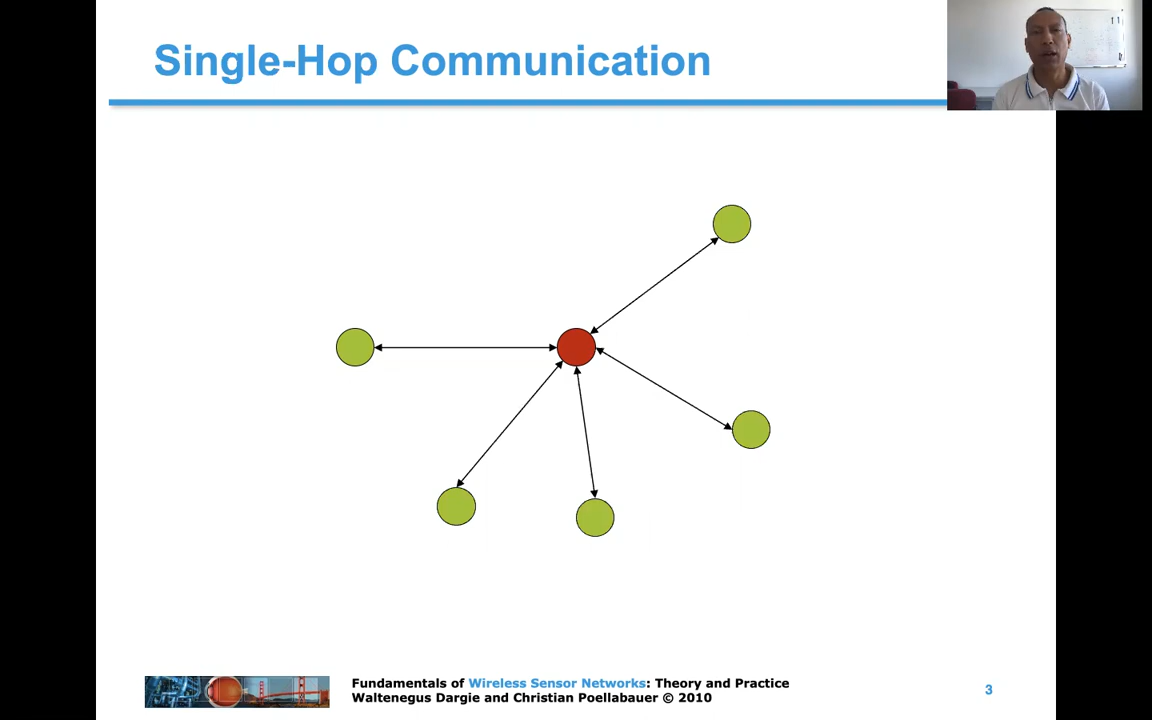 Single-Hop Communication
Fundamentals of Wireless Sensor Networks: Theory and Practice
Waltenegus Dargie and Christian Poellabauer © 2010
3